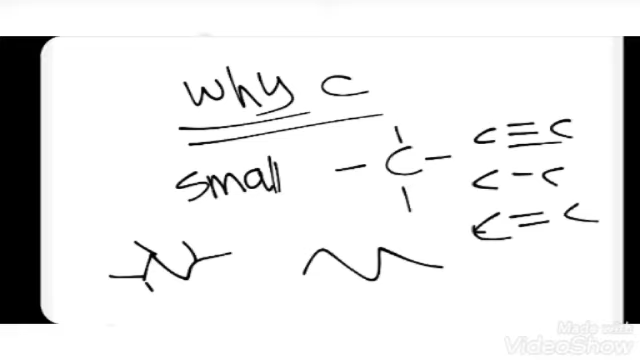 why C
small
— C —
C ≡ C
C — C
C = C
Made with
VideoShow